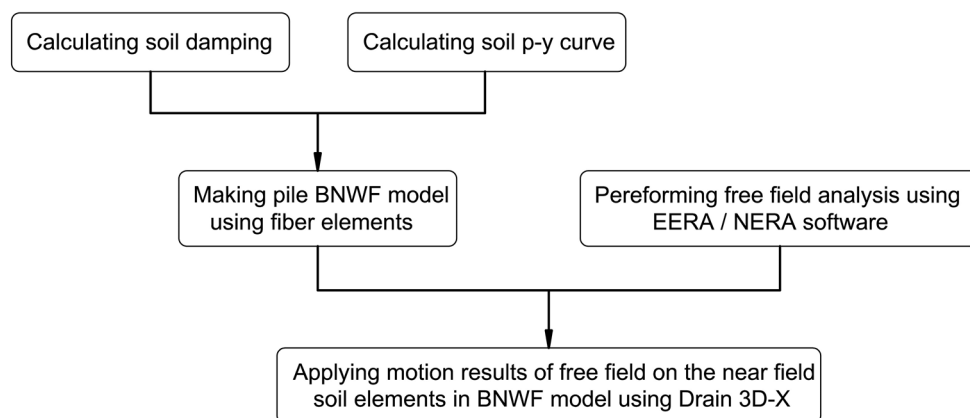 Calculating soil damping
Calculating soil p-y curve
Making pile BNWF model
using fiber elements
Pereforming free field analysis using
EERA / NERA software
Applying motion results of free field on the near field
soil elements in BNWF model using Drain 3D-X